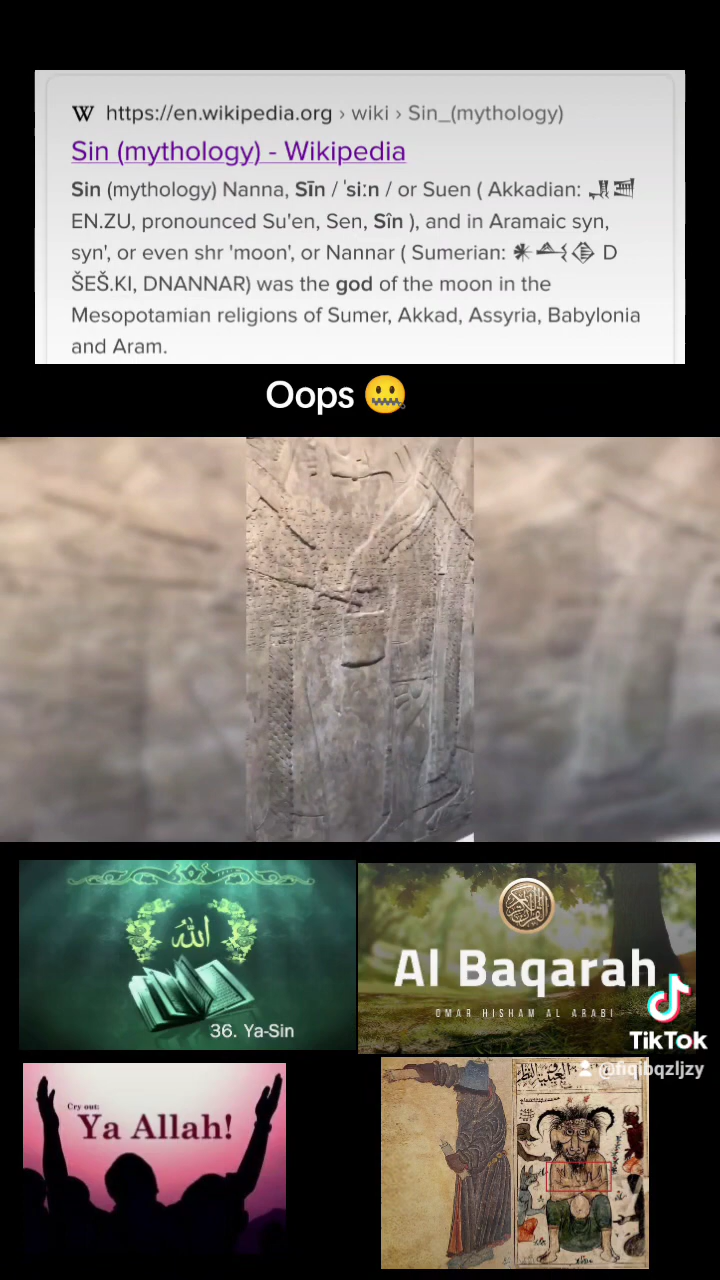 W https://en.wikipedia.org › wiki › Sin_(mythology)
Sin (mythology) - Wikipedia
Sin (mythology) Nanna, Sīn / ˈsiːn / or Suen ( Akkadian:
EN.ZU, pronounced Su'en, Sen, Sîn ), and in Aramaic syn,
syn', or even shr 'moon', or Nannar ( Sumerian: D
ŠEŠ.KI, DNANNAR) was the god of the moon in the
Mesopotamian religions of Sumer, Akkad, Assyria, Babylonia
and Aram.
Oops 🤐
الله
36. Ya-Sin
Al Baqarah
OMAR HISHAM AL ARABI
TikTok
@fiqibqzljzy
Cry out:
Ya Allah!